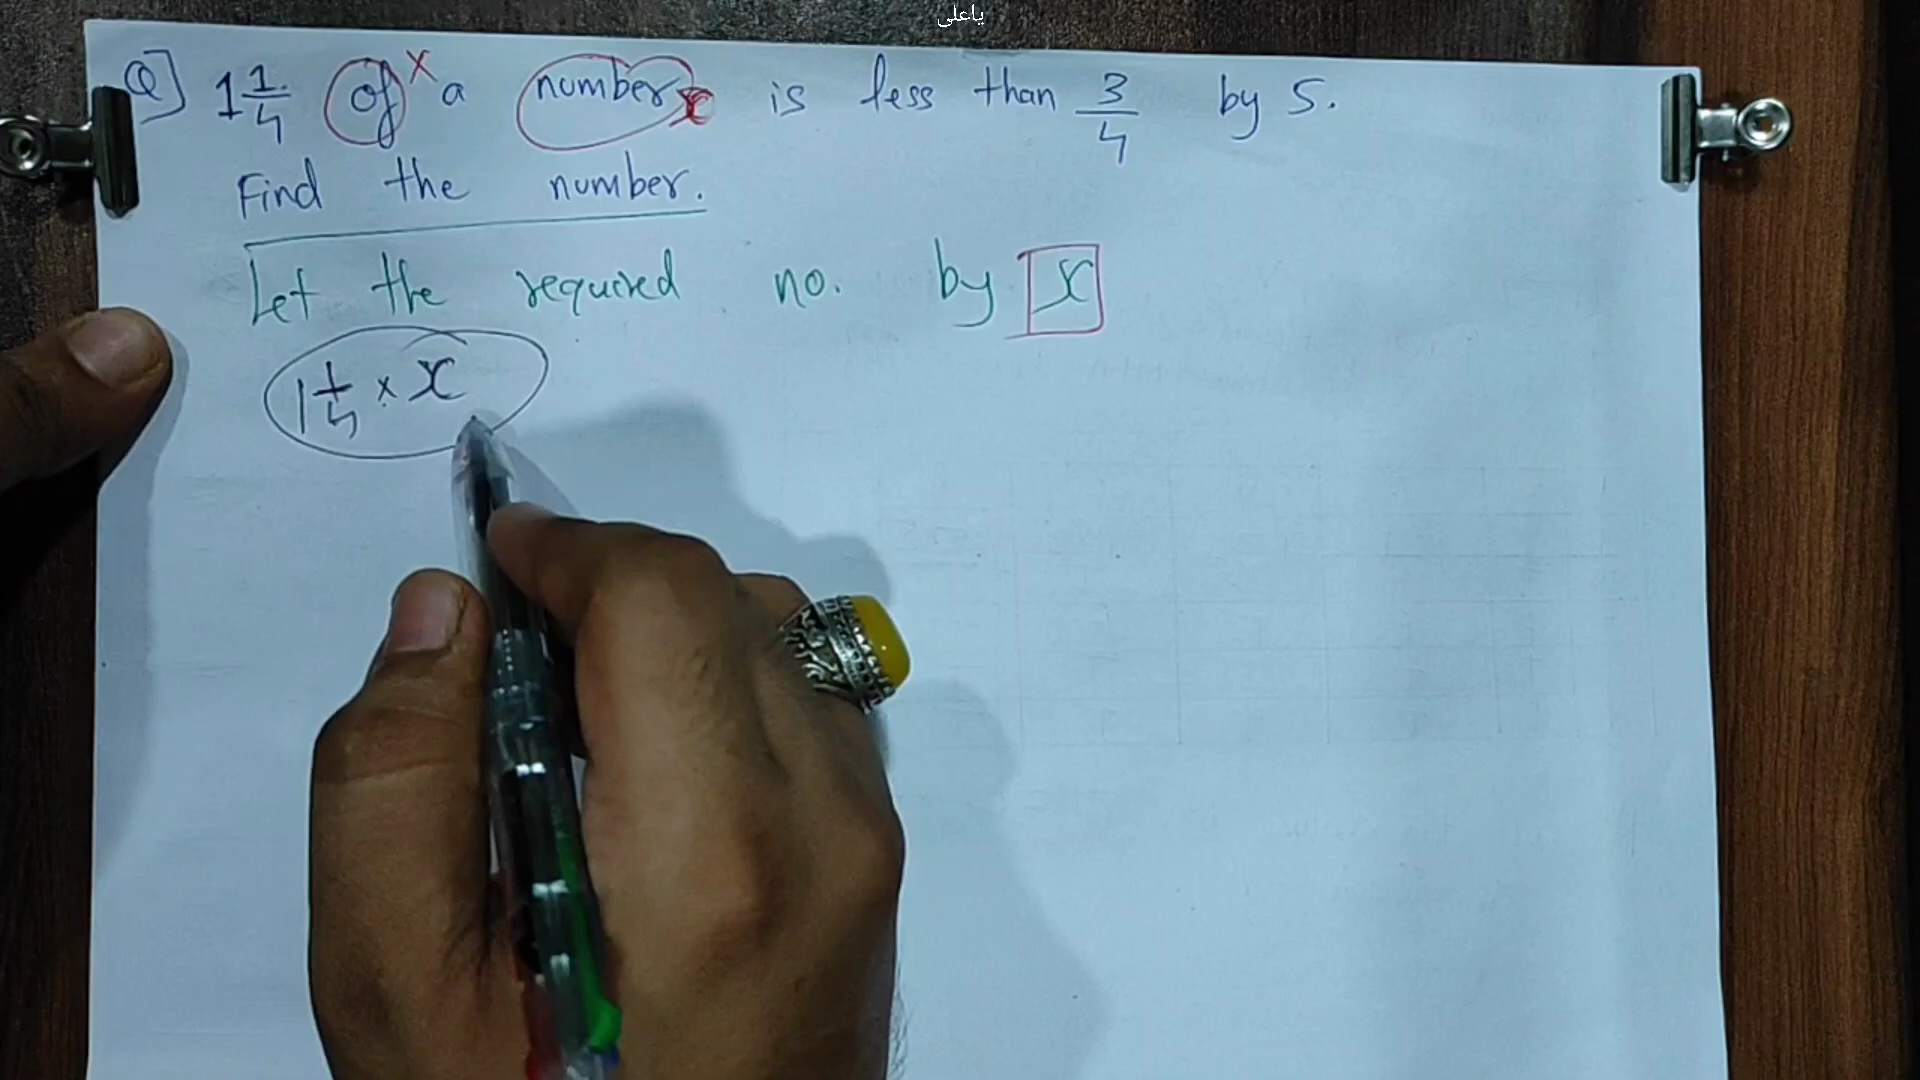 ياعلى
Q] 1 1/4 of × a number x is less than 3/4 by 5.
Find the number.
Let the required no. by x
1 1/4 × x